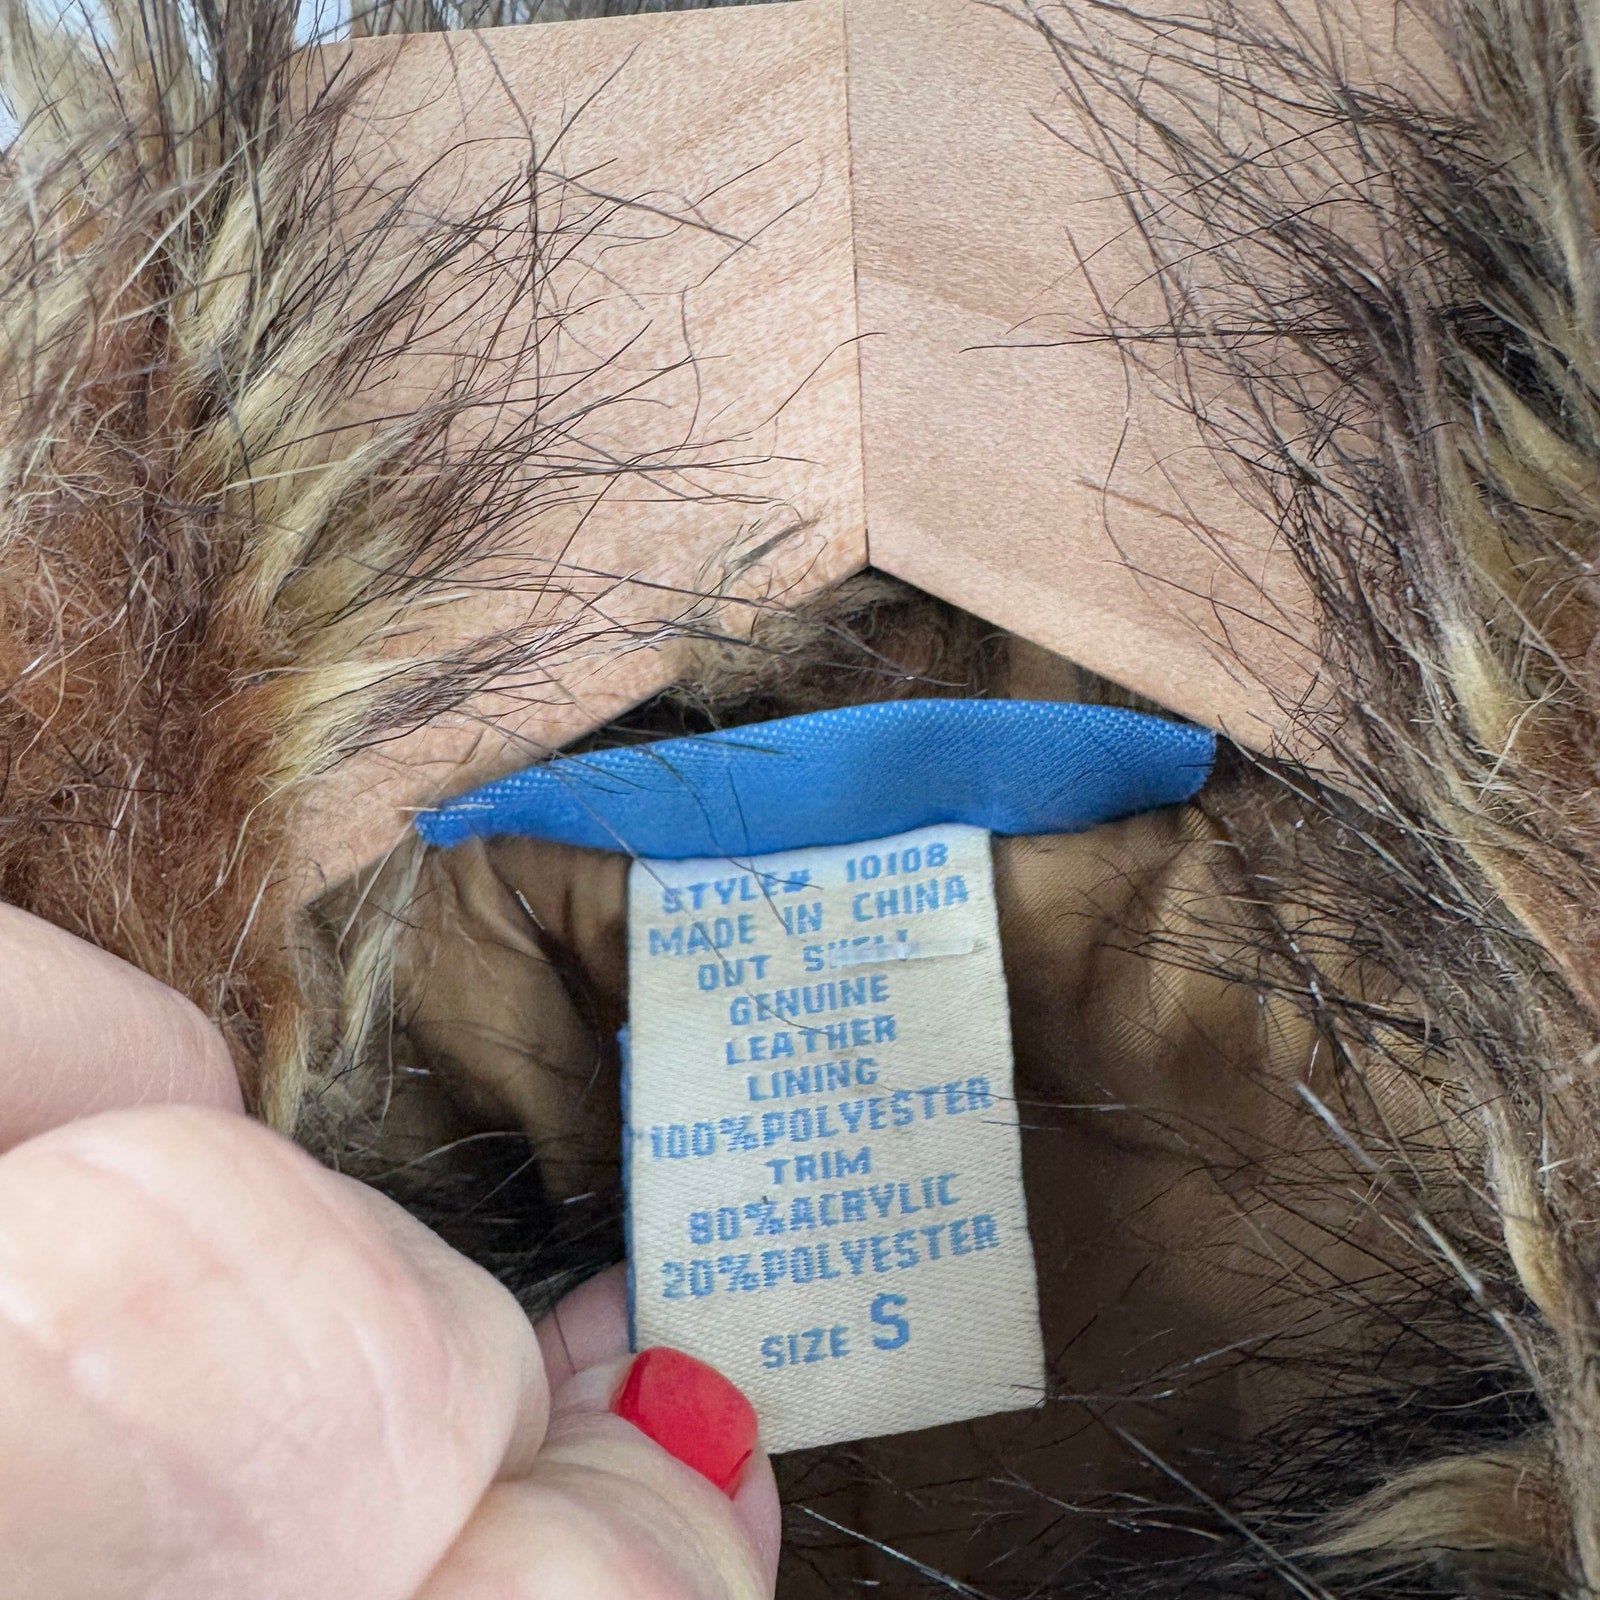 STYLE# 10108
MADE IN CHINA
OUT SHELL
GENUINE
LEATHER
LINING
100%POLYESTER
TRIM
80%ACRYLIC
20%POLYESTER
SIZE S